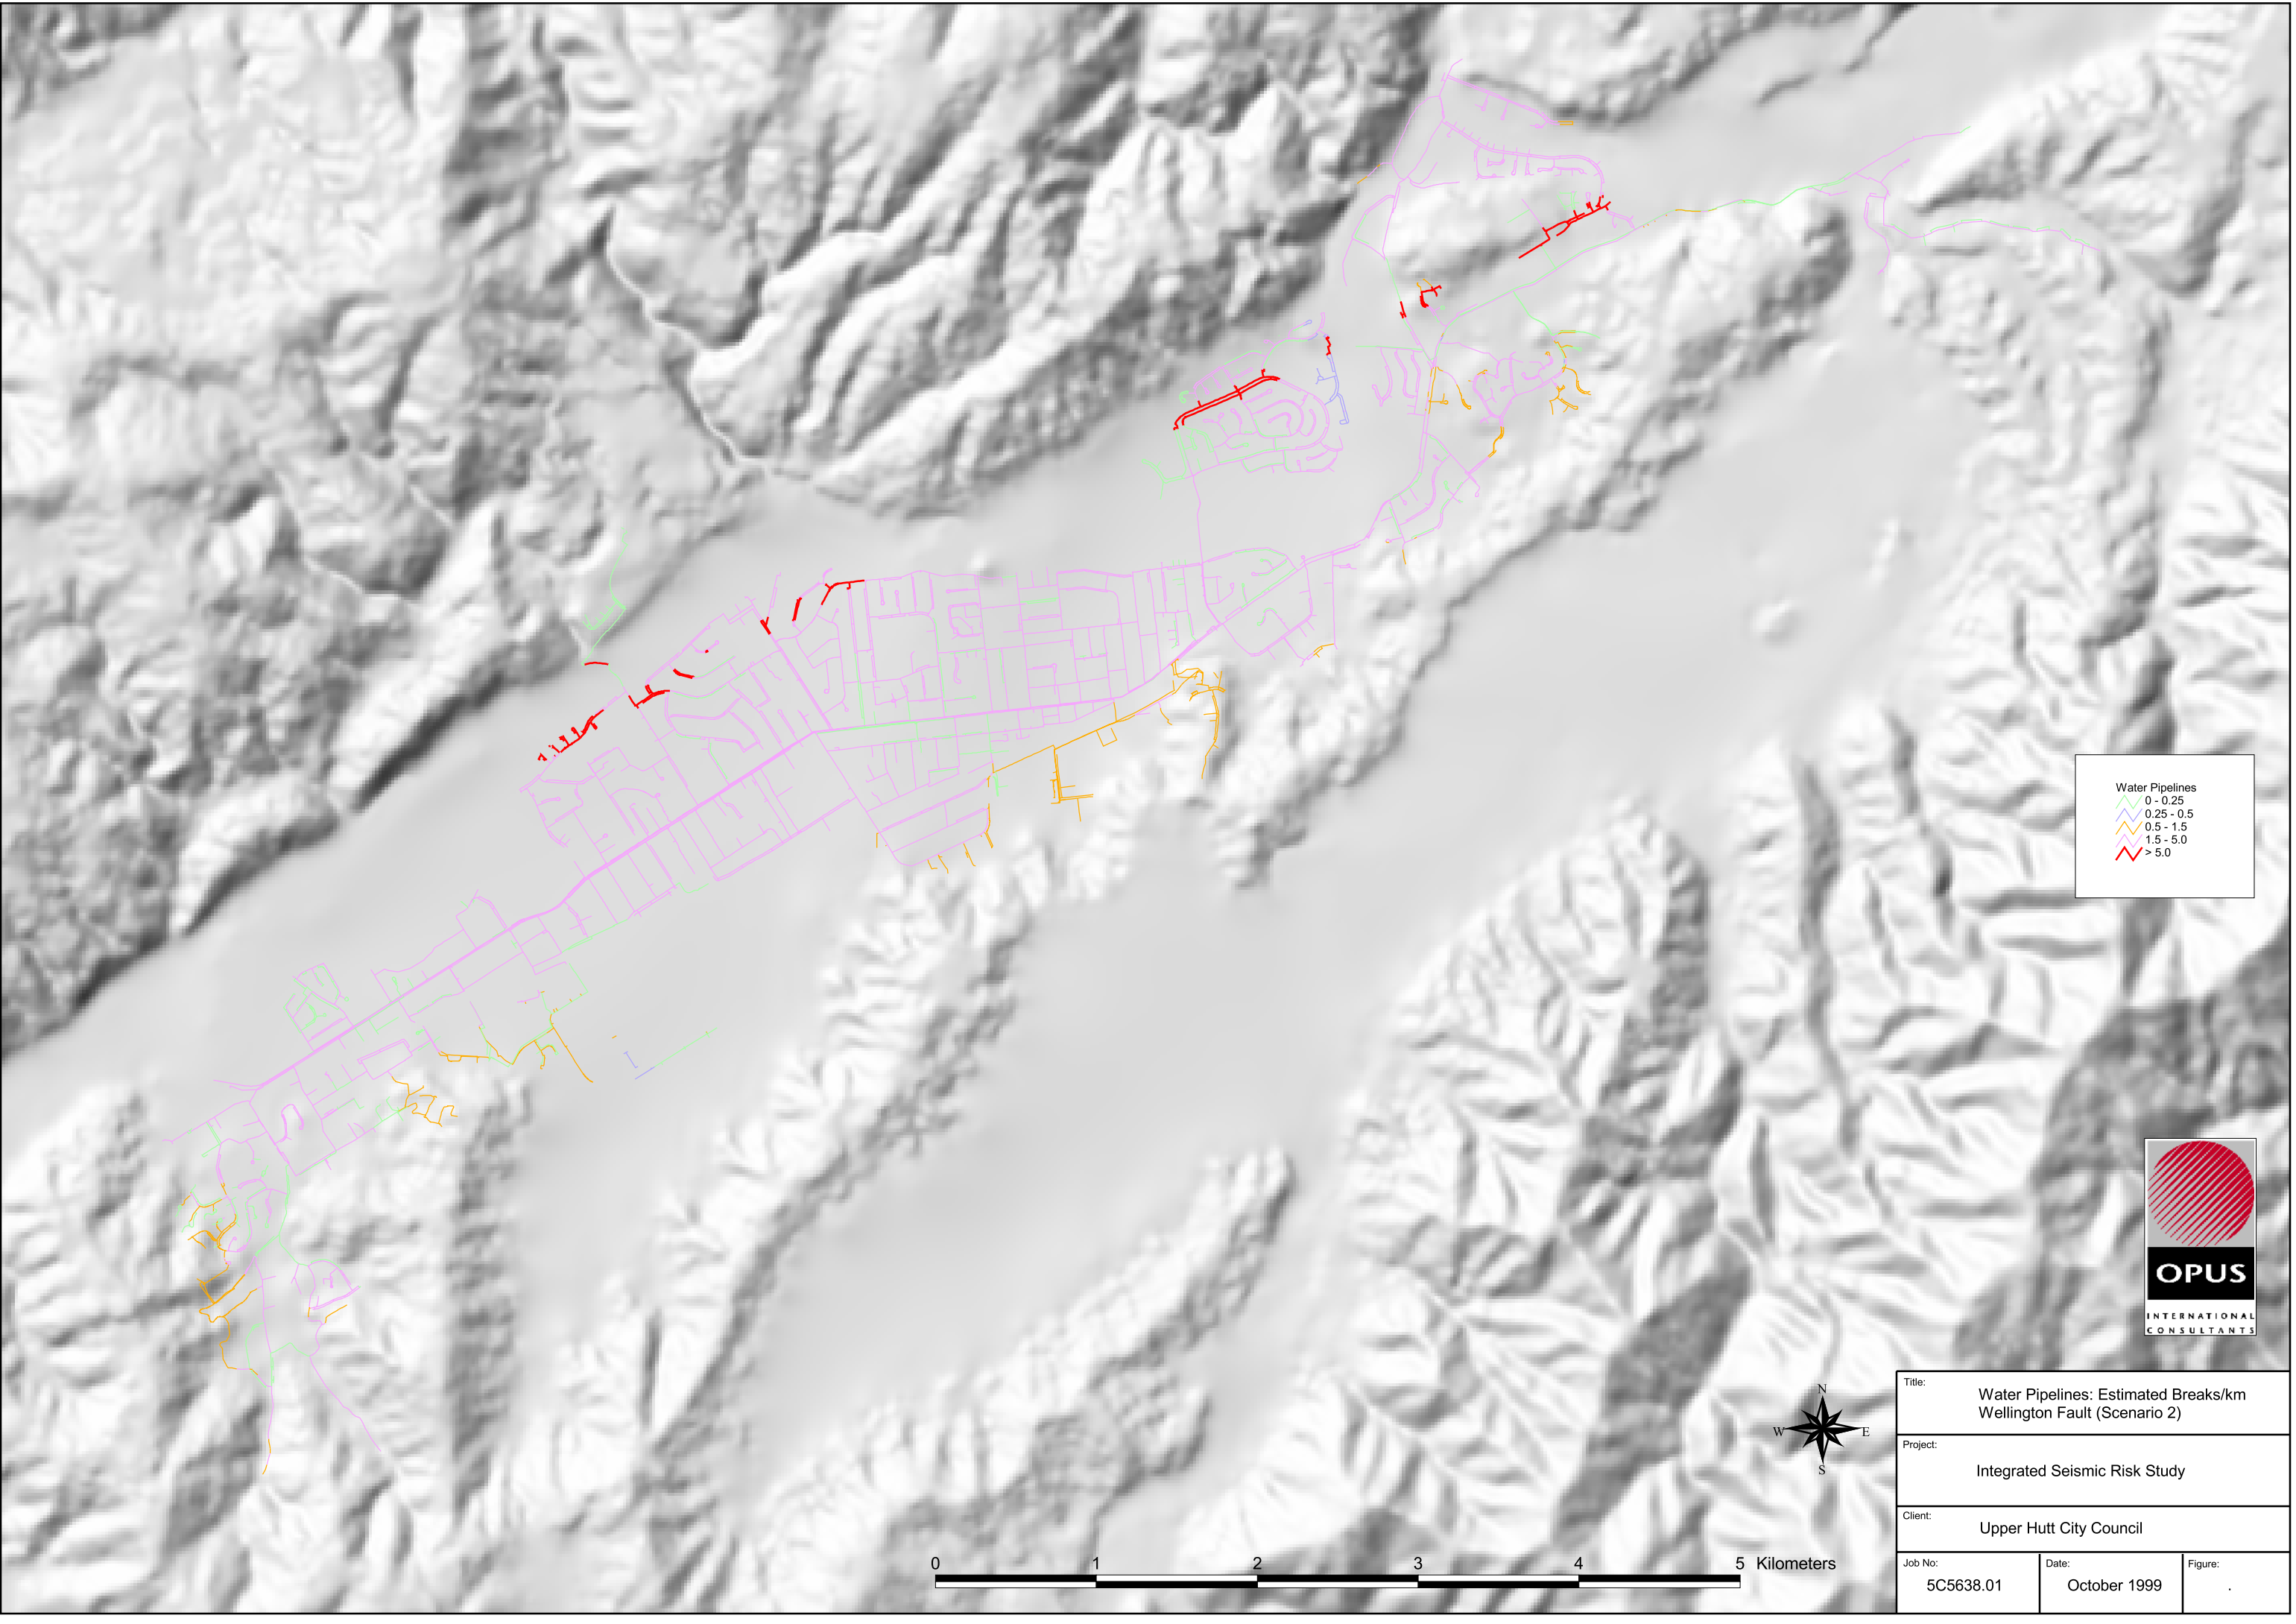 Water Pipelines
0 - 0.25
0.25 - 0.5
0.5 - 1.5
1.5 - 5.0
> 5.0
OPUS
INTERNATIONAL
CONSULTANTS
N
W E
S
0 1 2 3 4 5 Kilometers
Title:
Water Pipelines: Estimated Breaks/km
Wellington Fault (Scenario 2)
Project:
Integrated Seismic Risk Study
Client:
Upper Hutt City Council
Job No: Date: Figure:
5C5638.01 October 1999 .